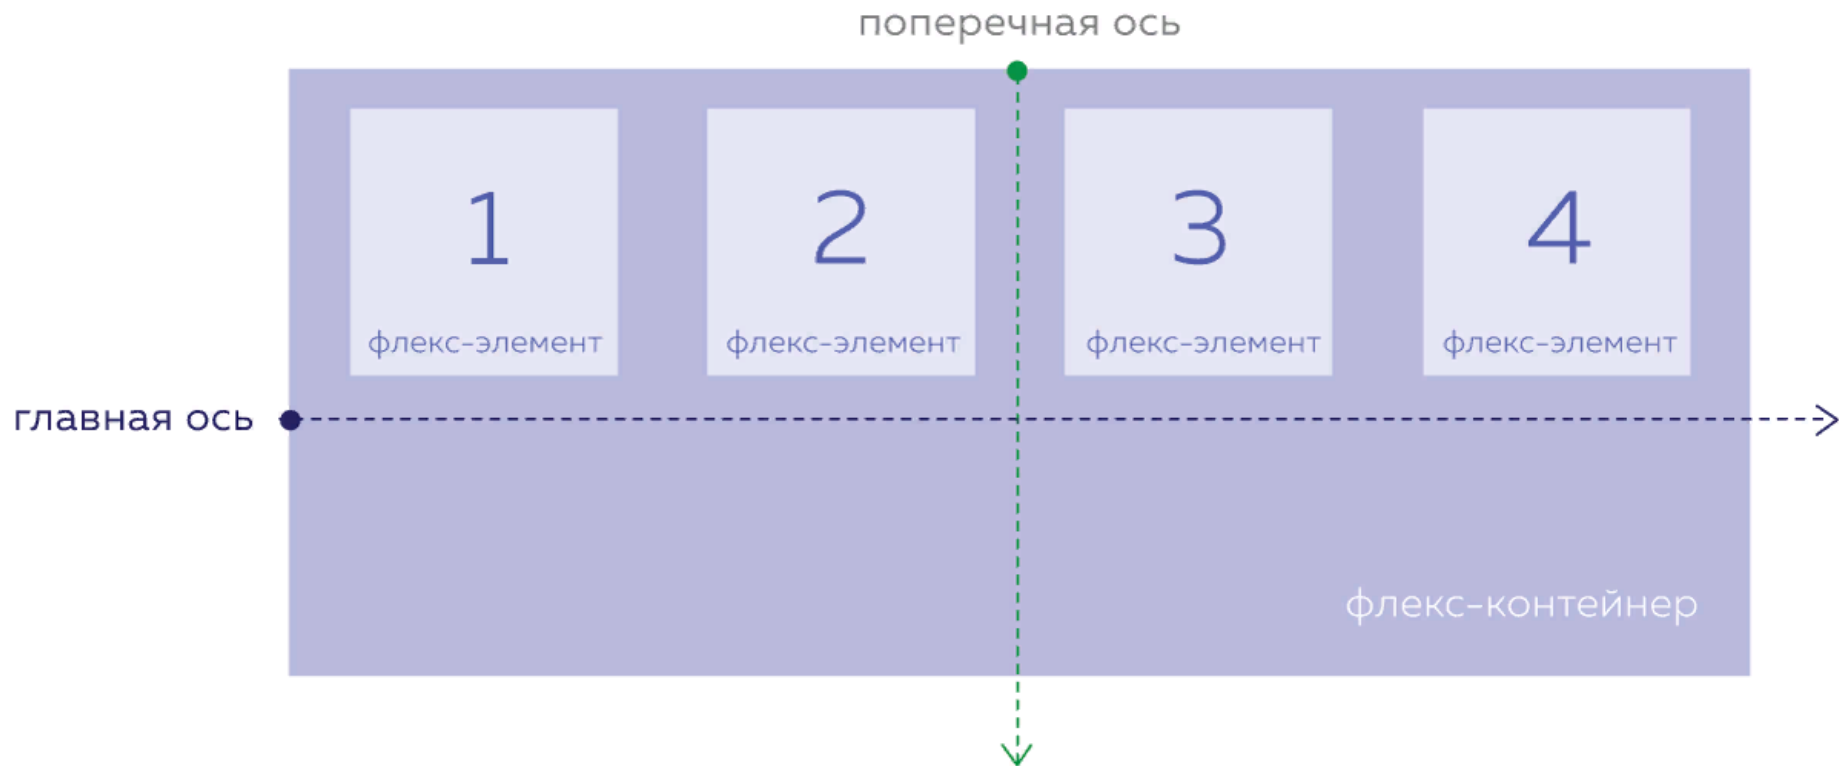 поперечная ось
1
2
3
4
флекс-элемент
флекс-элемент
флекс-элемент
флекс-элемент
главная ось
флекс-контейнер